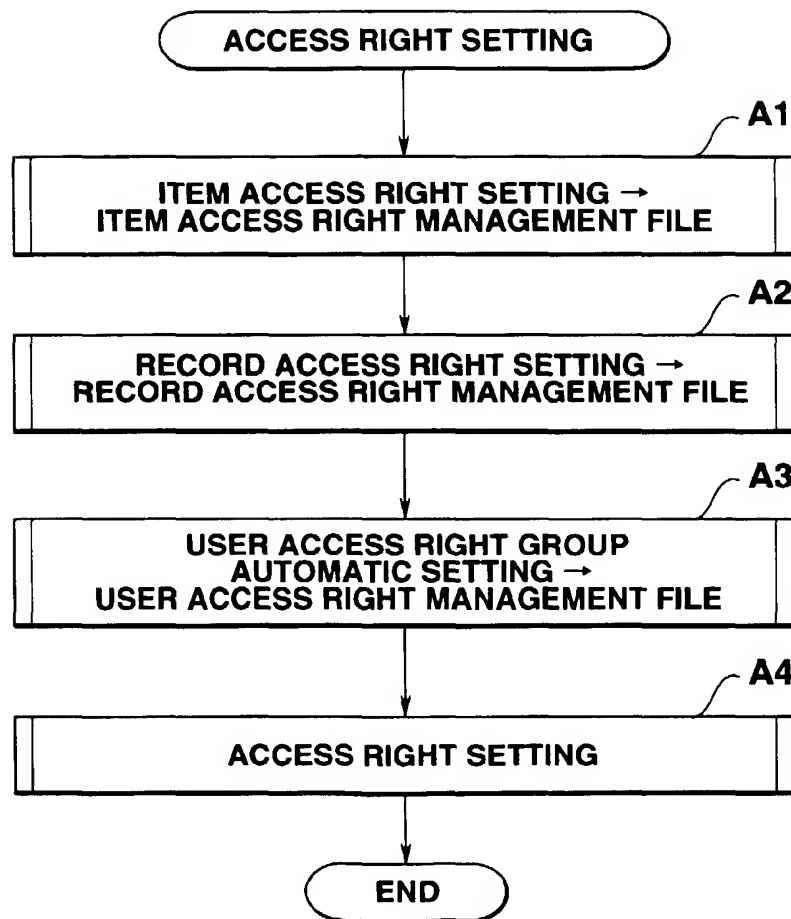 ACCESS RIGHT SETTING
A1
ITEM ACCESS RIGHT SETTING →
ITEM ACCESS RIGHT MANAGEMENT FILE
A2
RECORD ACCESS RIGHT SETTING →
RECORD ACCESS RIGHT MANAGEMENT FILE
A3
USER ACCESS RIGHT GROUP
AUTOMATIC SETTING →
USER ACCESS RIGHT MANAGEMENT FILE
A4
ACCESS RIGHT SETTING
END